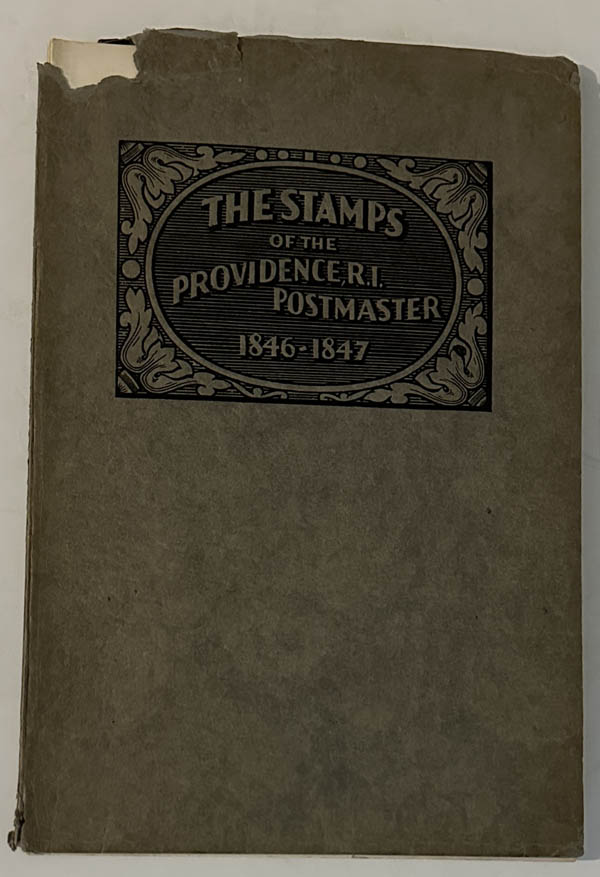 THE STAMPS
OF THE
PROVIDENCE, R.I.
POSTMASTER
1846-1847